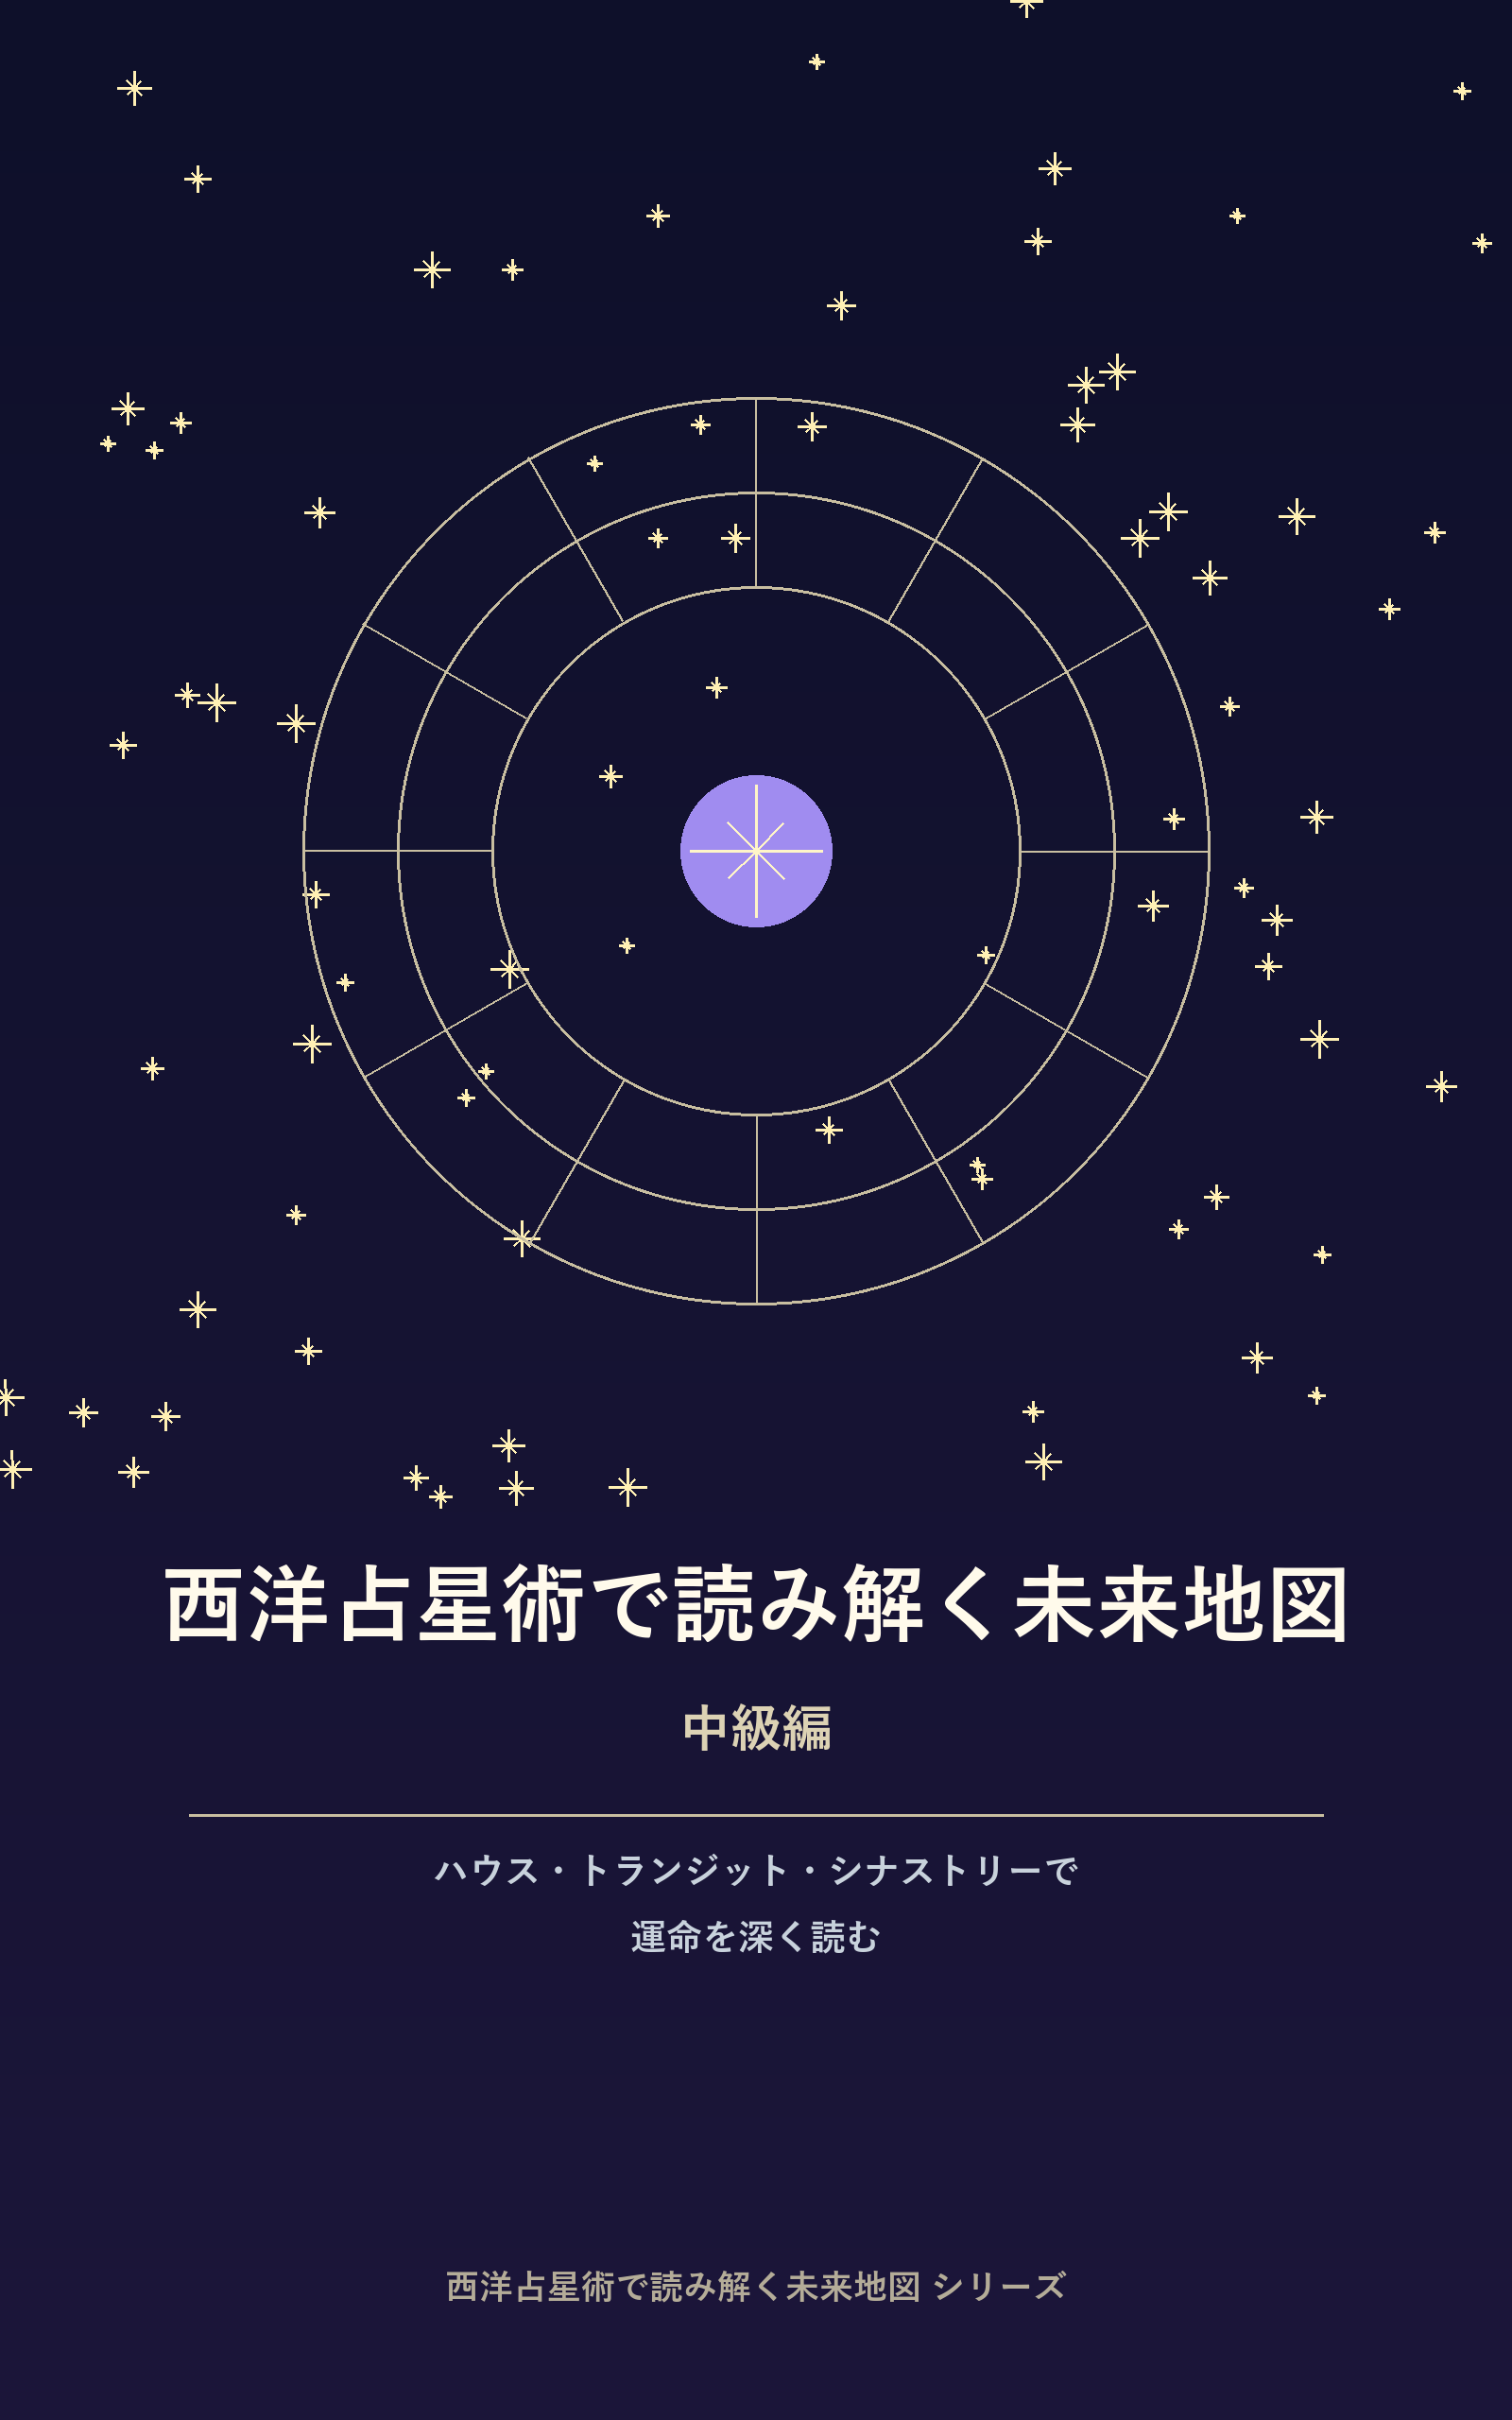 西洋占星術で読み解く未来地図
中級編
ハウス・トランジット・シナストリーで
運命を深く読む
西洋占星術で読み解く未来地図 シリーズ